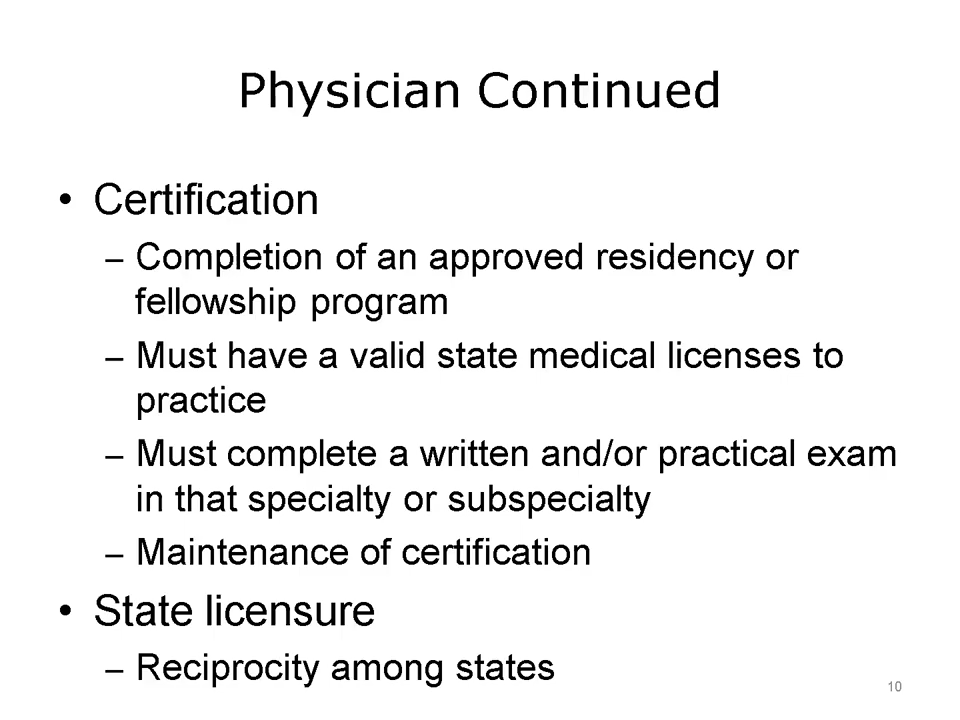 Physician Continued
• Certification
– Completion of an approved residency or
fellowship program
– Must have a valid state medical licenses to
practice
– Must complete a written and/or practical exam
in that specialty or subspecialty
– Maintenance of certification
• State licensure
– Reciprocity among states
10